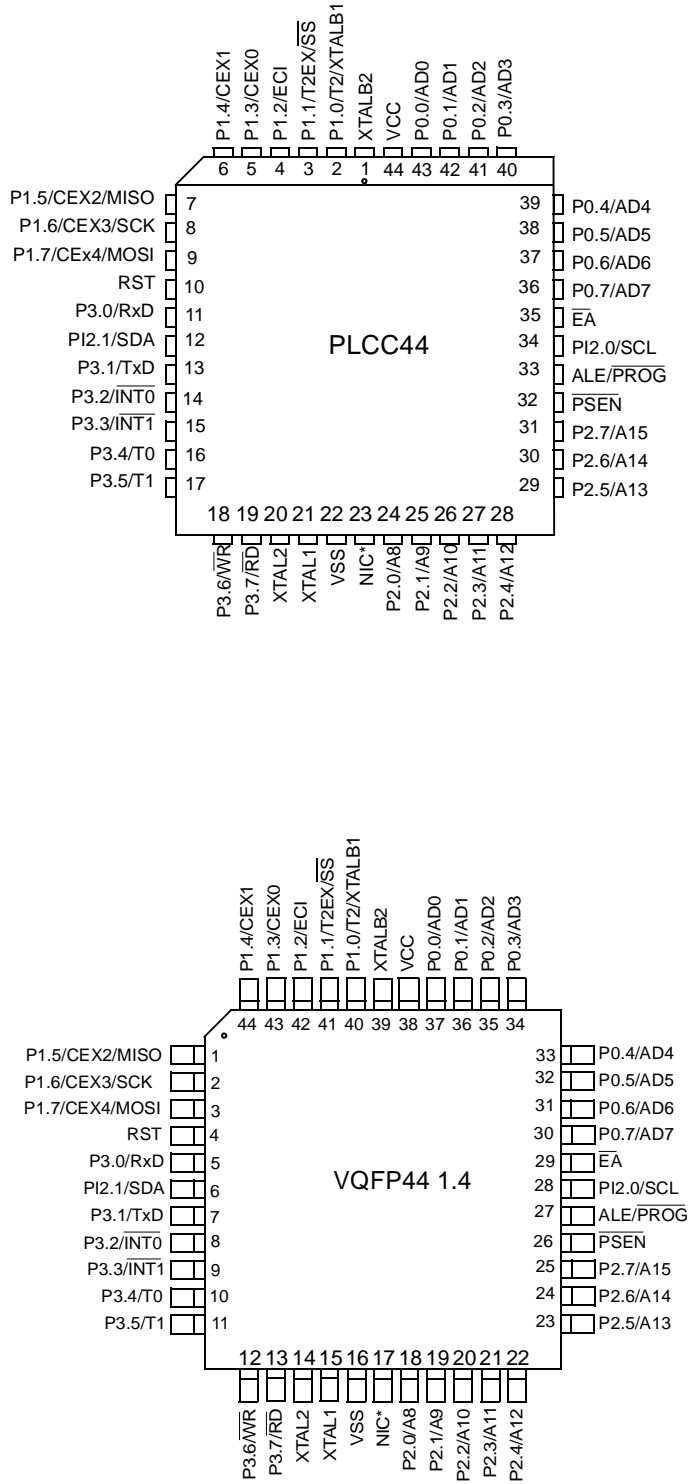 P1.4/CEX1
P1.3/CEX0
P1.2/ECI
P1.1/T2EX/S̅S̅
P1.0/T2/XTALB1
XTALB2
VCC
P0.0/AD0
P0.1/AD1
P0.2/AD2
P0.3/AD3
6 5 4 3 2 1 44 43 42 41 40
P1.5/CEX2/MISO 7
P1.6/CEX3/SCK 8
P1.7/CEx4/MOSI 9
RST 10
P3.0/RxD 11
PI2.1/SDA 12
P3.1/TxD 13
P3.2/I̅N̅T̅0̅ 14
P3.3/I̅N̅T̅1̅ 15
P3.4/T0 16
P3.5/T1 17
PLCC44
39 P0.4/AD4
38 P0.5/AD5
37 P0.6/AD6
36 P0.7/AD7
35 E̅A̅
34 PI2.0/SCL
33 ALE/P̅R̅O̅G̅
32 P̅S̅E̅N̅
31 P2.7/A15
30 P2.6/A14
29 P2.5/A13
18 19 20 21 22 23 24 25 26 27 28
P3.6/W̅R̅
P3.7/R̅D̅
XTAL2
XTAL1
VSS
NIC*
P2.0/A8
P2.1/A9
P2.2/A10
P2.3/A11
P2.4/A12
P1.4/CEX1
P1.3/CEX0
P1.2/ECI
P1.1/T2EX/S̅S̅
P1.0/T2/XTALB1
XTALB2
VCC
P0.0/AD0
P0.1/AD1
P0.2/AD2
P0.3/AD3
44 43 42 41 40 39 38 37 36 35 34
P1.5/CEX2/MISO 1
P1.6/CEX3/SCK 2
P1.7/CEX4/MOSI 3
RST 4
P3.0/RxD 5
PI2.1/SDA 6
P3.1/TxD 7
P3.2/I̅N̅T̅0̅ 8
P3.3/I̅N̅T̅1̅ 9
P3.4/T0 10
P3.5/T1 11
VQFP44 1.4
33 P0.4/AD4
32 P0.5/AD5
31 P0.6/AD6
30 P0.7/AD7
29 E̅A̅
28 PI2.0/SCL
27 ALE/P̅R̅O̅G̅
26 P̅S̅E̅N̅
25 P2.7/A15
24 P2.6/A14
23 P2.5/A13
12 13 14 15 16 17 18 19 20 21 22
P3.6/W̅R̅
P3.7/R̅D̅
XTAL2
XTAL1
VSS
NIC*
P2.0/A8
P2.1/A9
P2.2/A10
P2.3/A11
P2.4/A12